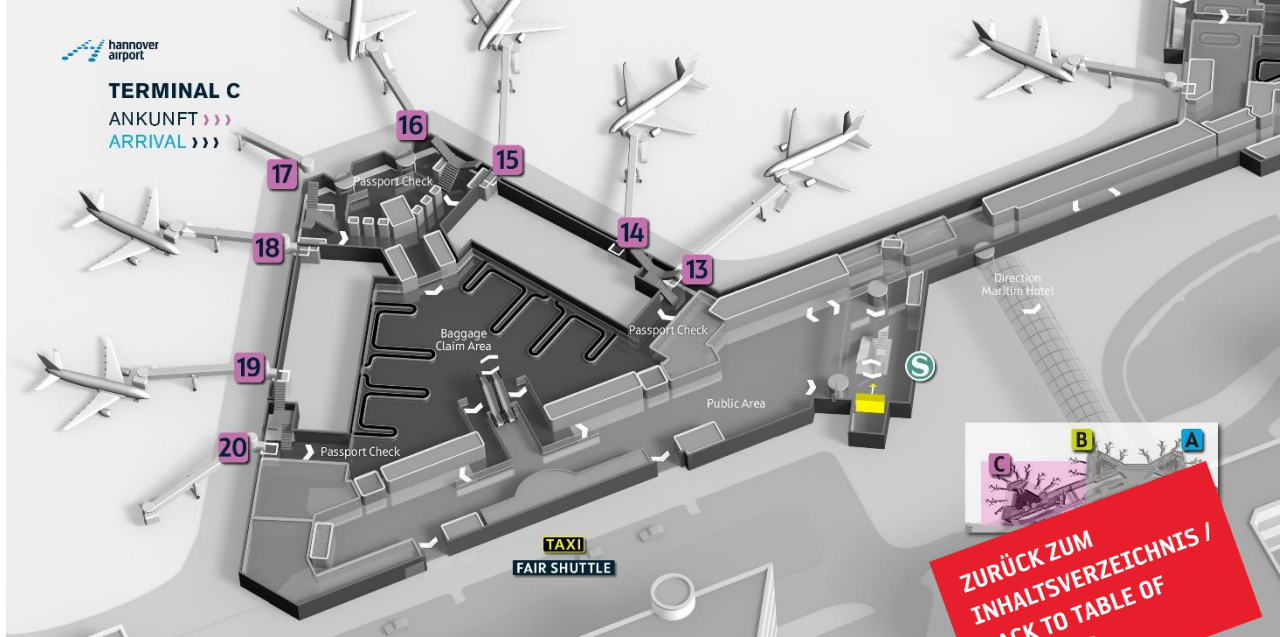 hannover
airport
TERMINAL C
ANKUNFT
ARRIVAL
16
15
17
Passport Check
14
18
13
Direction
Maritim Hotel
Passport Check
Baggage
Claim Area
19
S
Public Area
20
Passport Check
B
A
C
TAXI
FAIR SHUTTLE
ZURÜCK ZUM
INHALTSVERZEICHNIS /
BACK TO TABLE OF